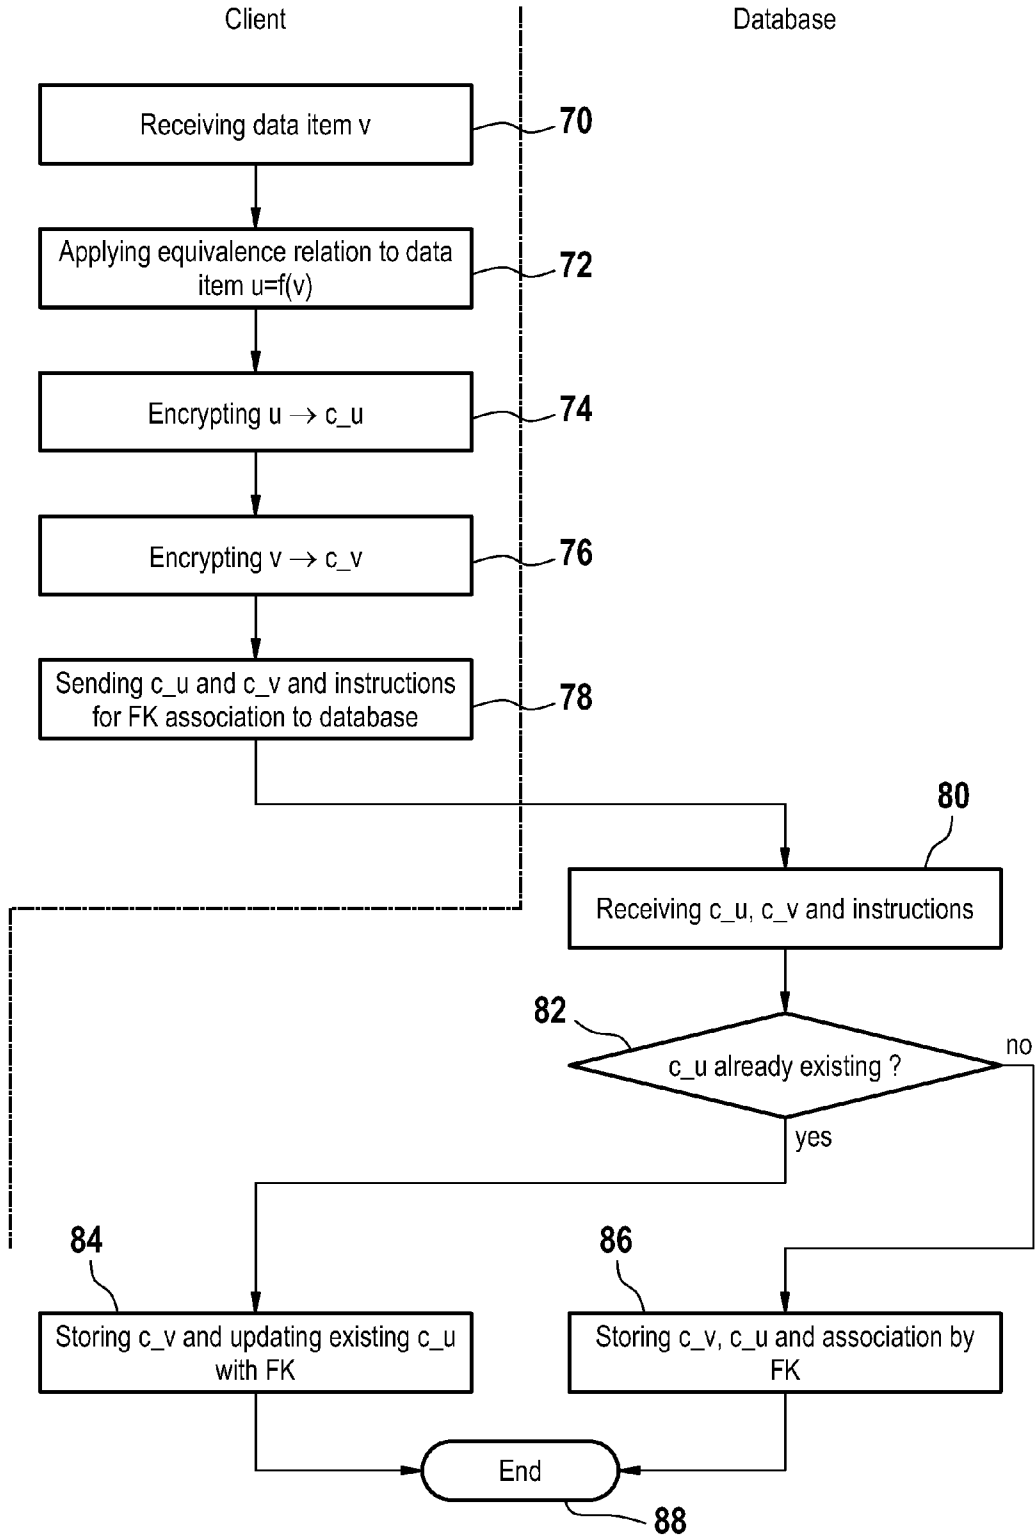 Client
Database
Receiving data item v
70
Applying equivalence relation to data
item u=f(v)
72
Encrypting u → c_u
74
Encrypting v → c_v
76
Sending c_u and c_v and instructions
for FK association to database
78
80
Receiving c_u, c_v and instructions
82
c_u already existing ?
no
yes
84
Storing c_v and updating existing c_u
with FK
86
Storing c_v, c_u and association by
FK
End
88